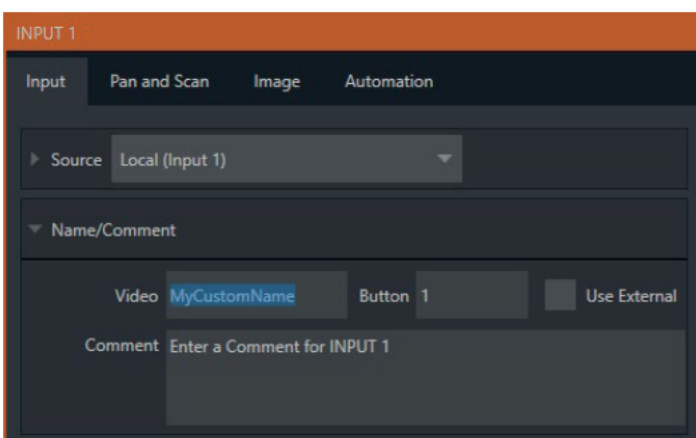 INPUT 1
Input Pan and Scan Image Automation
Source Local (Input 1)
Name/Comment
Video MyCustomName Button 1 Use External
Comment Enter a Comment for INPUT 1